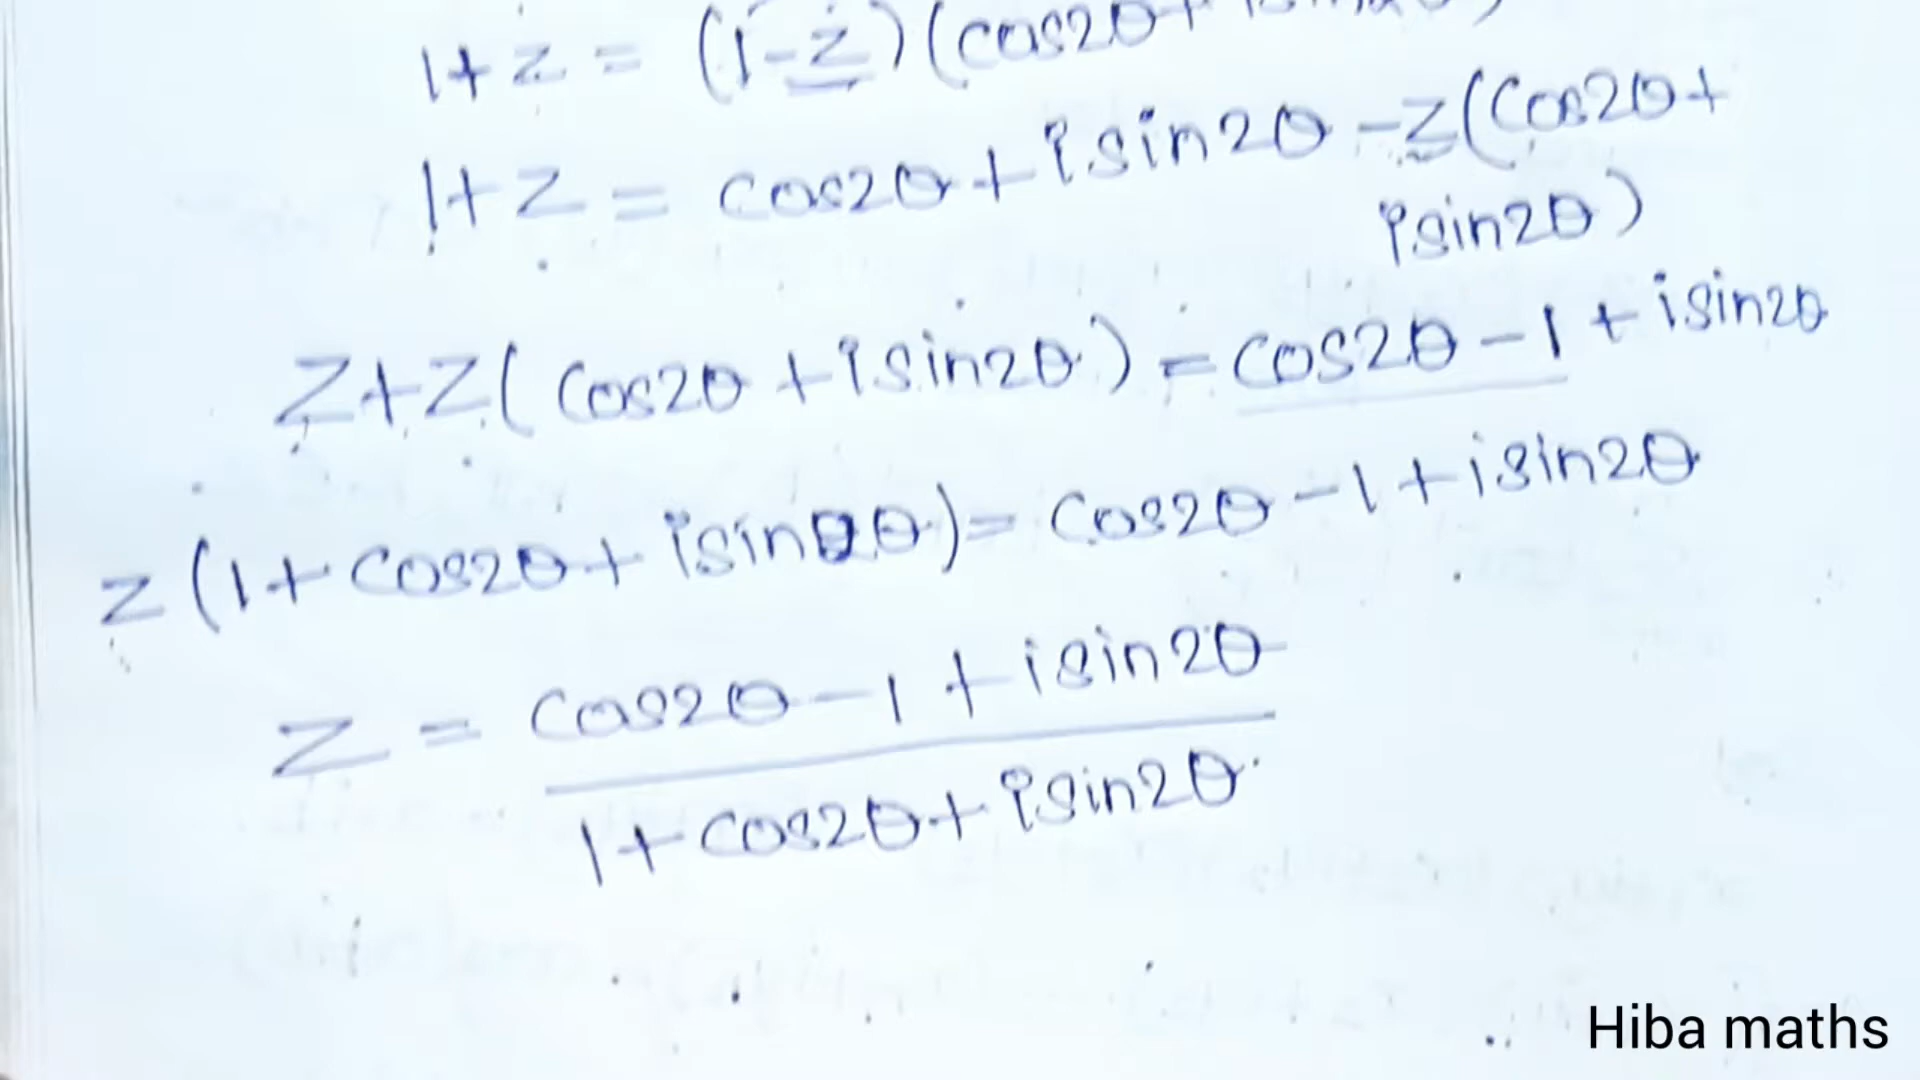 1+z = (1-z)(cos2θ+
1+z = cos2θ+isin2θ-z(cos2θ+
isin2θ)
z+z(cos2θ+isin2θ) = cos2θ-1+isin2θ
z(1+cos2θ+isin2θ) = cos2θ-1+isin2θ
z = cos2θ-1+isin2θ
1+cos2θ+isin2θ
Hiba maths